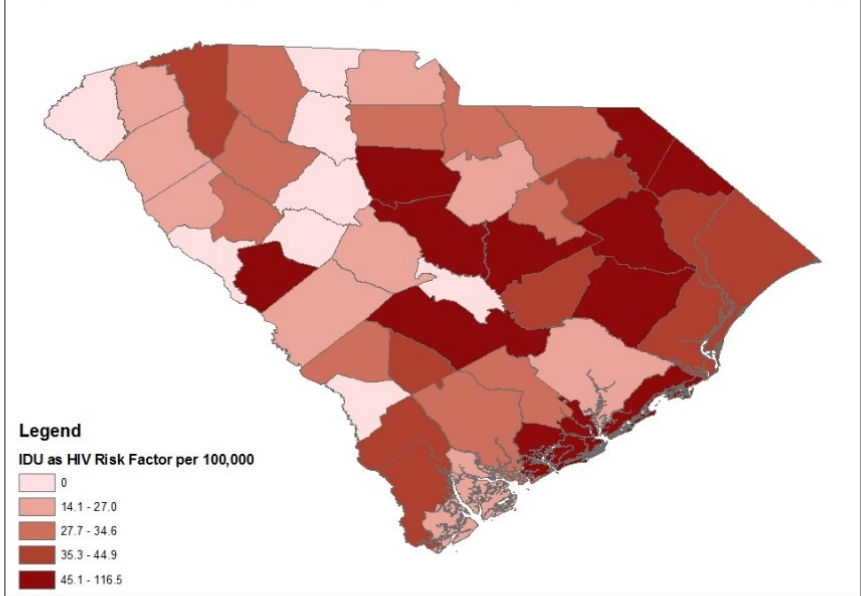 Legend
IDU as HIV Risk Factor per 100,000
0
14.1 - 27.0
27.7 - 34.6
35.3 - 44.9
45.1 - 116.5